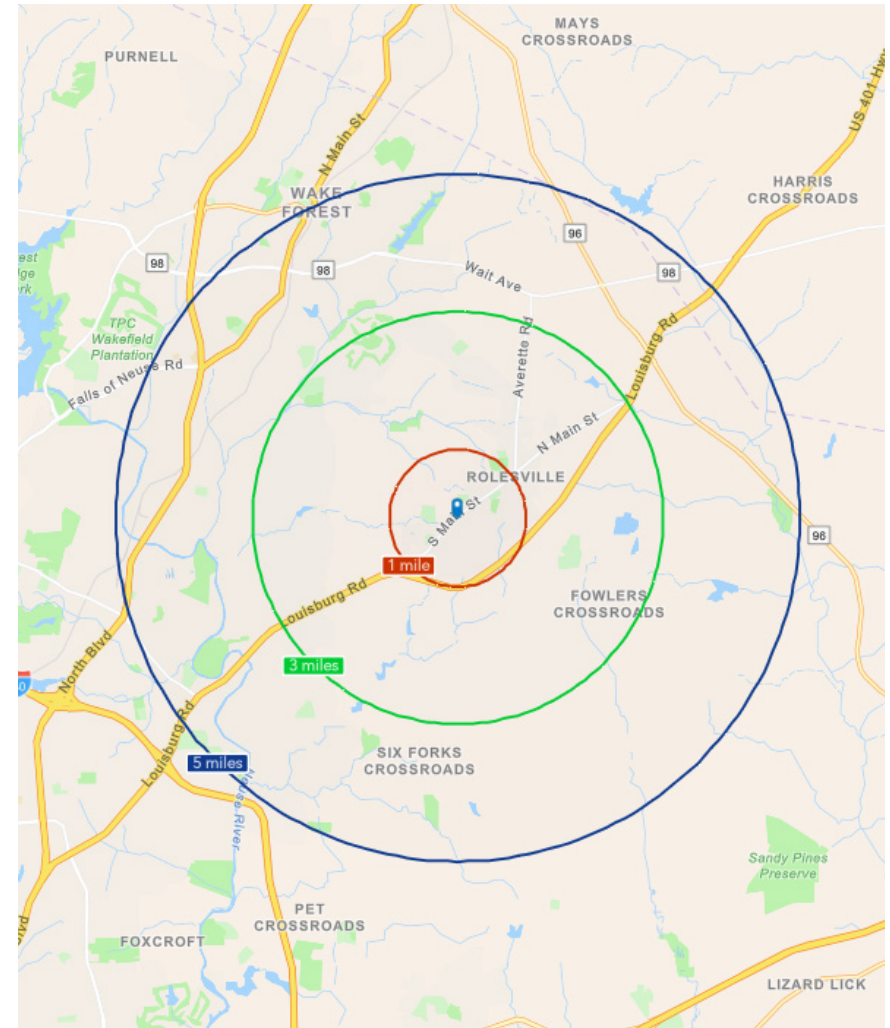 MAYS
CROSSROADS
PURNELL
US 401 Hwy
N Main St
HARRIS
CROSSROADS
WAKE
FOREST
96
98
98
98
Wait Ave
TPC
Wakefield
Plantation
Louisburg Rd
Averette Rd
Falls of Neuse Rd
N Main St
ROLESVILLE
S Main St
96
1 mile
Louisburg Rd
FOWLERS
CROSSROADS
North Blvd
3 miles
Louisburg Rd
SIX FORKS
CROSSROADS
5 miles
Neuse River
Sandy Pines
Preserve
PET
CROSSROADS
FOXCROFT
LIZARD LICK